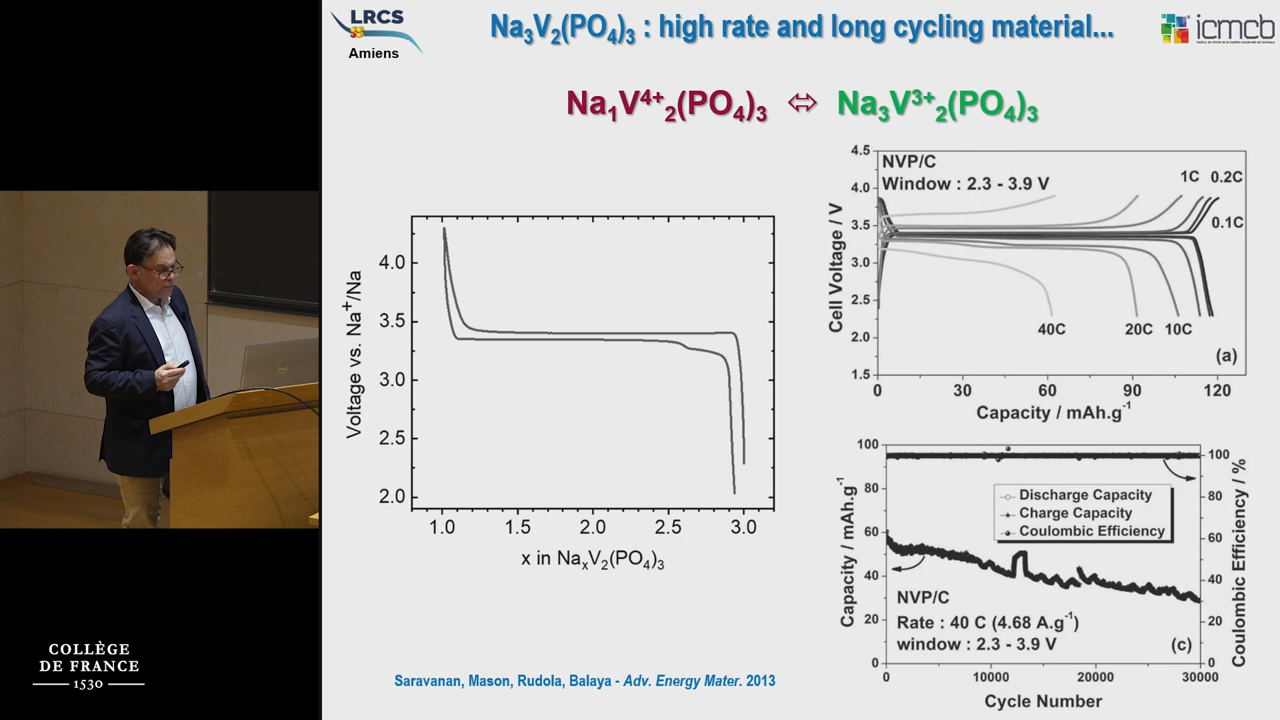 LRCS
Amiens
Na₃V₂(PO₄)₃ : high rate and long cycling material...
icmcb
Na₁V⁴⁺₂(PO₄)₃ ⇔ Na₃V³⁺₂(PO₄)₃
Voltage vs. Na⁺/Na
4.0
3.5
3.0
2.5
2.0
1.0 1.5 2.0 2.5 3.0
x in NaₓV₂(PO₄)₃
Cell Voltage / V
4.5
4.0
3.5
3.0
2.5
2.0
1.5
NVP/C
Window : 2.3 - 3.9 V
1C 0.2C
0.1C
40C 20C 10C
(a)
0 30 60 90 120
Capacity / mAh.g⁻¹
Capacity / mAh.g⁻¹
100
80
60
40
20
0
Discharge Capacity
Charge Capacity
Coulombic Efficiency
NVP/C
Rate : 40 C (4.68 A.g⁻¹)
window : 2.3 - 3.9 V
(c)
100
80
60
40
20
0
Coulombic Efficiency / %
0 10000 20000 30000
Cycle Number
Saravanan, Mason, Rudola, Balaya - Adv. Energy Mater. 2013
COLLÈGE
DE FRANCE
1530